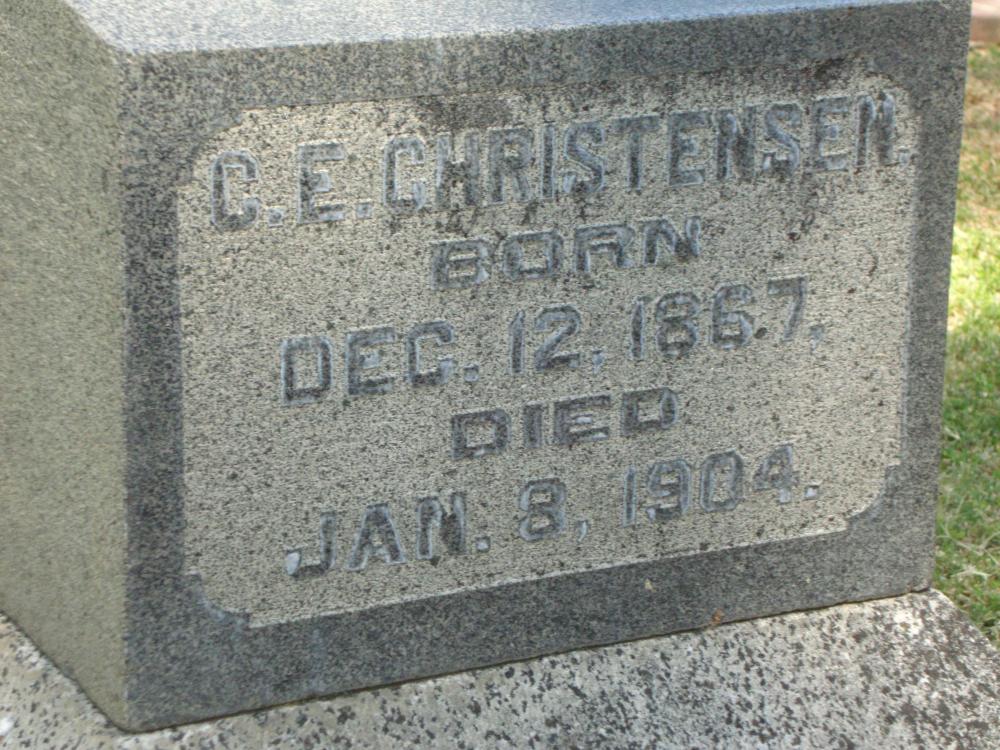 C. E. CHRISTENSEN.
BORN
DEC. 12, 1867,
DIED
JAN. 8, 1904.